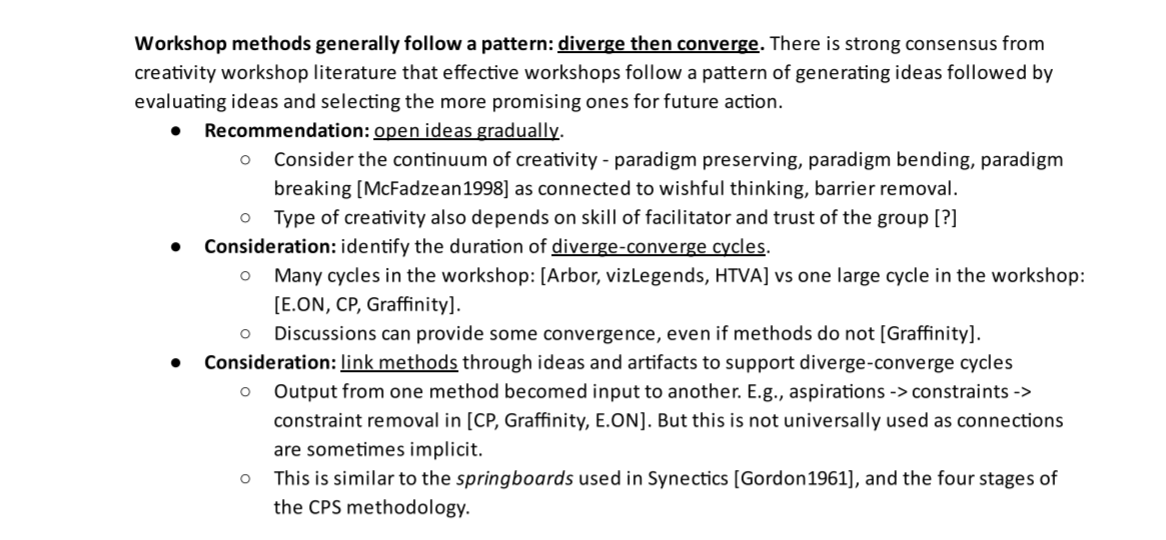 Workshop methods generally follow a pattern: diverge then converge. There is strong consensus from
creativity workshop literature that effective workshops follow a pattern of generating ideas followed by
evaluating ideas and selecting the more promising ones for future action.
● Recommendation: open ideas gradually.
○ Consider the continuum of creativity - paradigm preserving, paradigm bending, paradigm
breaking [McFadzean1998] as connected to wishful thinking, barrier removal.
○ Type of creativity also depends on skill of facilitator and trust of the group [?]
● Consideration: identify the duration of diverge-converge cycles.
○ Many cycles in the workshop: [Arbor, vizLegends, HTVA] vs one large cycle in the workshop:
[E.ON, CP, Graffinity].
○ Discussions can provide some convergence, even if methods do not [Graffinity].
● Consideration: link methods through ideas and artifacts to support diverge-converge cycles
○ Output from one method becomed input to another. E.g., aspirations -> constraints ->
constraint removal in [CP, Graffinity, E.ON]. But this is not universally used as connections
are sometimes implicit.
○ This is similar to the springboards used in Synectics [Gordon1961], and the four stages of
the CPS methodology.